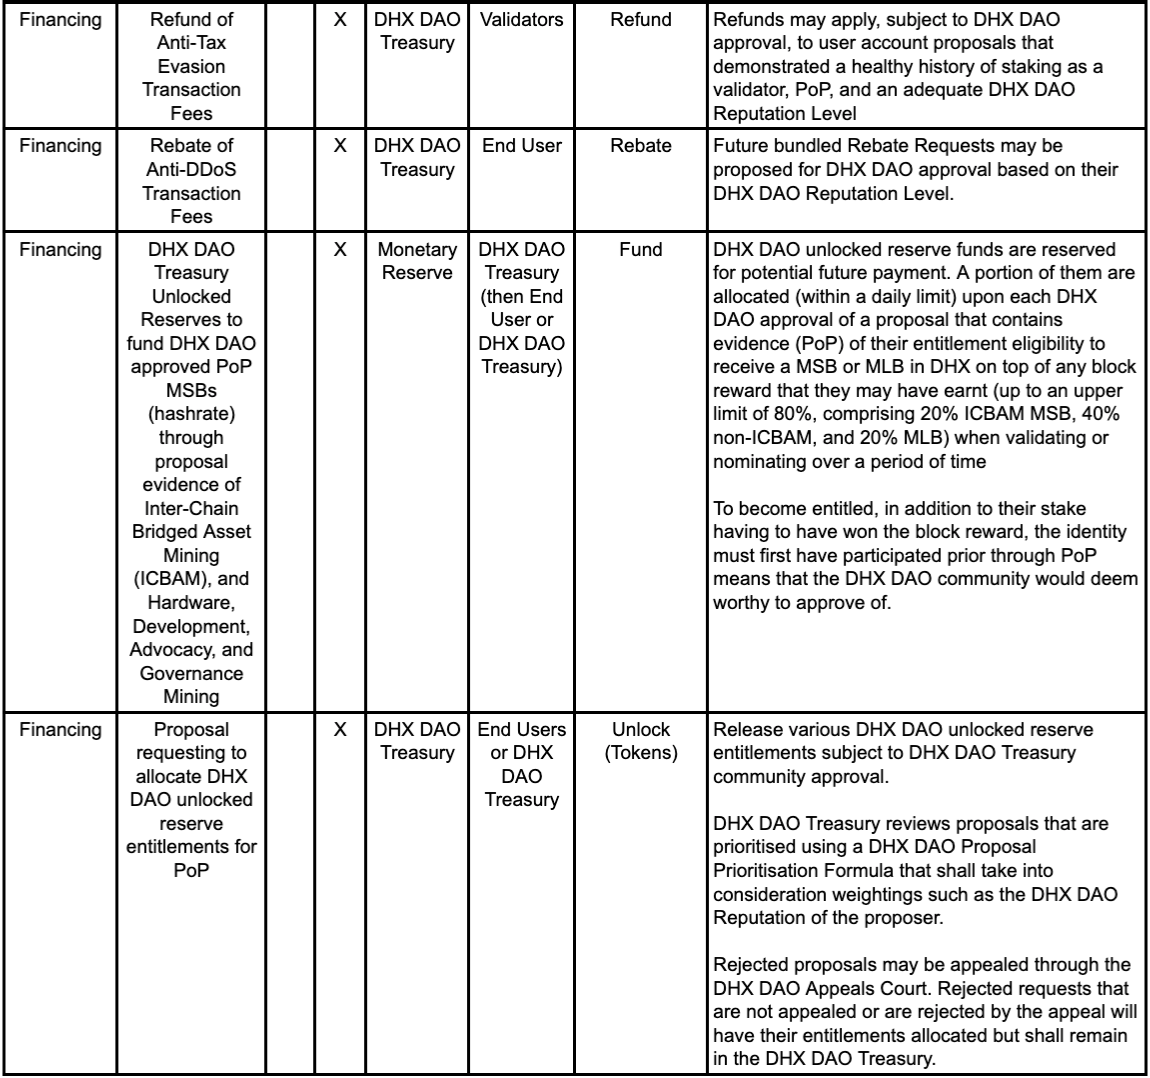 Financing
Refund of
Anti-Tax
Evasion
Transaction
Fees
X
DHX DAO
Treasury
Validators
Refund
Refunds may apply, subject to DHX DAO
approval, to user account proposals that
demonstrated a healthy history of staking as a
validator, PoP, and an adequate DHX DAO
Reputation Level
Financing
Rebate of
Anti-DDoS
Transaction
Fees
X
DHX DAO
Treasury
End User
Rebate
Future bundled Rebate Requests may be
proposed for DHX DAO approval based on their
DHX DAO Reputation Level.
Financing
DHX DAO
Treasury
Unlocked
Reserves to
fund DHX DAO
approved PoP
MSBs
(hashrate)
through
proposal
evidence of
Inter-Chain
Bridged Asset
Mining
(ICBAM), and
Hardware,
Development,
Advocacy, and
Governance
Mining
X
Monetary
Reserve
DHX DAO
Treasury
(then End
User or
DHX DAO
Treasury)
Fund
DHX DAO unlocked reserve funds are reserved
for potential future payment. A portion of them are
allocated (within a daily limit) upon each DHX
DAO approval of a proposal that contains
evidence (PoP) of their entitlement eligibility to
receive a MSB or MLB in DHX on top of any block
reward that they may have earnt (up to an upper
limit of 80%, comprising 20% ICBAM MSB, 40%
non-ICBAM, and 20% MLB) when validating or
nominating over a period of time
To become entitled, in addition to their stake
having to have won the block reward, the identity
must first have participated prior through PoP
means that the DHX DAO community would deem
worthy to approve of.
Financing
Proposal
requesting to
allocate DHX
DAO unlocked
reserve
entitlements for
PoP
X
DHX DAO
Treasury
End Users
or DHX
DAO
Treasury
Unlock
(Tokens)
Release various DHX DAO unlocked reserve
entitlements subject to DHX DAO Treasury
community approval.
DHX DAO Treasury reviews proposals that are
prioritised using a DHX DAO Proposal
Prioritisation Formula that shall take into
consideration weightings such as the DHX DAO
Reputation of the proposer.
Rejected proposals may be appealed through the
DHX DAO Appeals Court. Rejected requests that
are not appealed or are rejected by the appeal will
have their entitlements allocated but shall remain
in the DHX DAO Treasury.